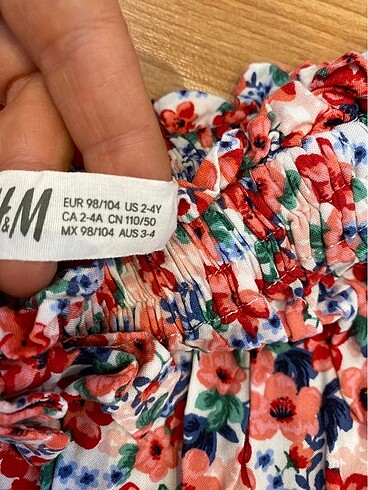 H&M
EUR 98/104 US 2-4Y
CA 2-4A CN 110/50
MX 98/104 AUS 3-4